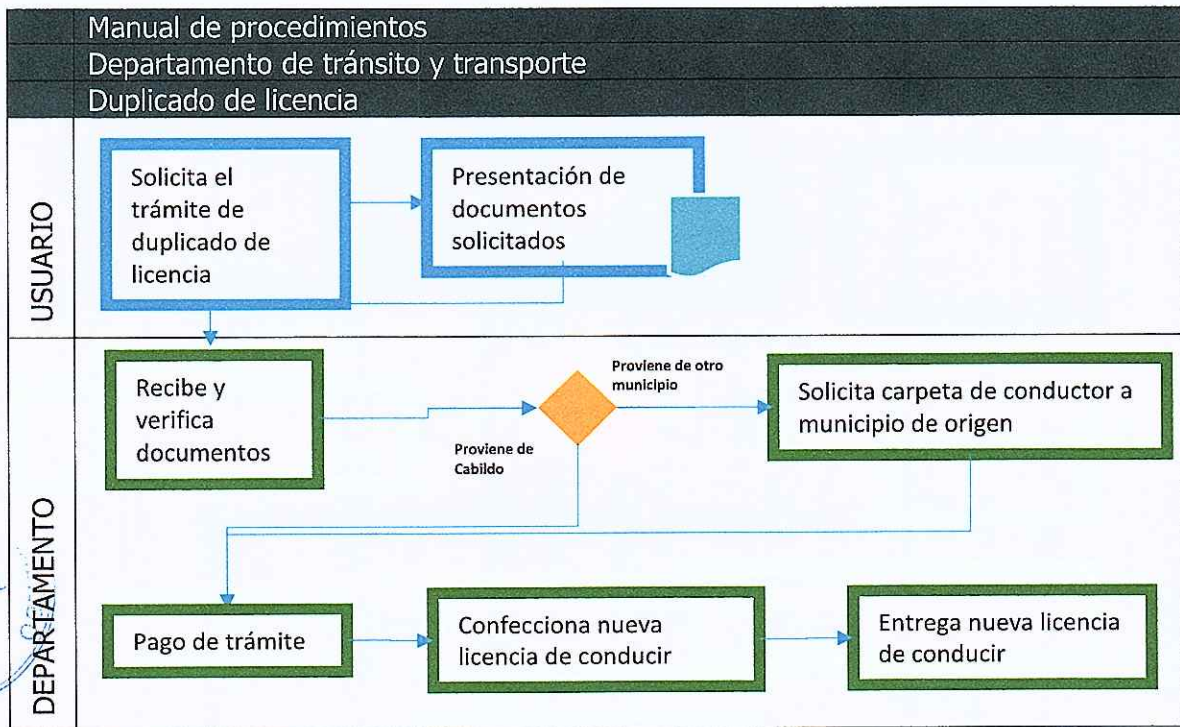 Manual de procedimientos
Departamento de tránsito y transporte
Duplicado de licencia
USUARIO
Solicita el
trámite de
duplicado de
licencia
Presentación de
documentos
solicitados
DEPARTAMENTO
Recibe y
verifica
documentos
Proviene de otro
municipio
Proviene de
Cabildo
Solicita carpeta de conductor a
municipio de origen
Pago de trámite
Confecciona nueva
licencia de conducir
Entrega nueva licencia
de conducir